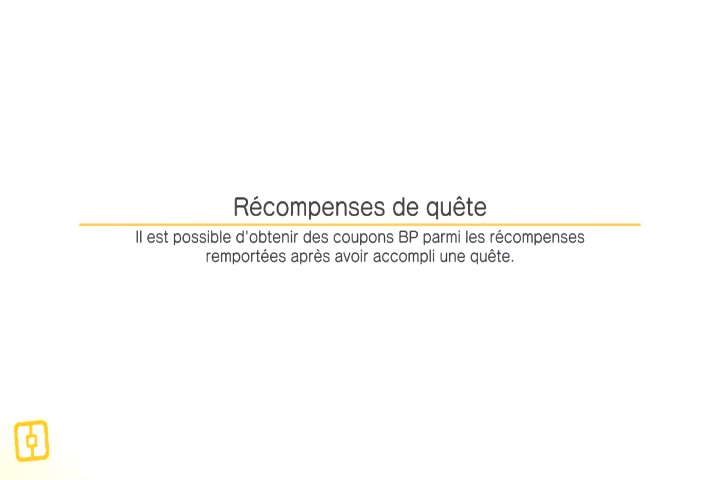 Récompenses de quête
Il est possible d'obtenir des coupons BP parmi les récompenses
remportées après avoir accompli une quête.